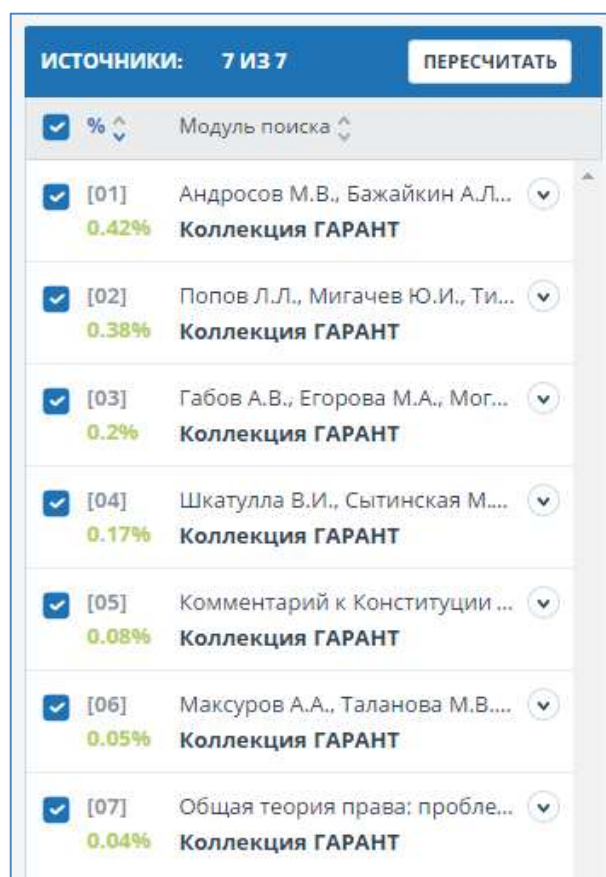 ИСТОЧНИКИ: 7 ИЗ 7 ПЕРЕСЧИТАТЬ
% Модуль поиска
[01] Андросов М.В., Бажайкин А.Л...
0.42% Коллекция ГАРАНТ
[02] Попов Л.Л., Мигачев Ю.И., Ти...
0.38% Коллекция ГАРАНТ
[03] Габов А.В., Егорова М.А., Мог...
0.2% Коллекция ГАРАНТ
[04] Шкатулла В.И., Сытинская М....
0.17% Коллекция ГАРАНТ
[05] Комментарий к Конституции ...
0.08% Коллекция ГАРАНТ
[06] Максуров А.А., Таланова М.В....
0.05% Коллекция ГАРАНТ
[07] Общая теория права: пробле...
0.04% Коллекция ГАРАНТ